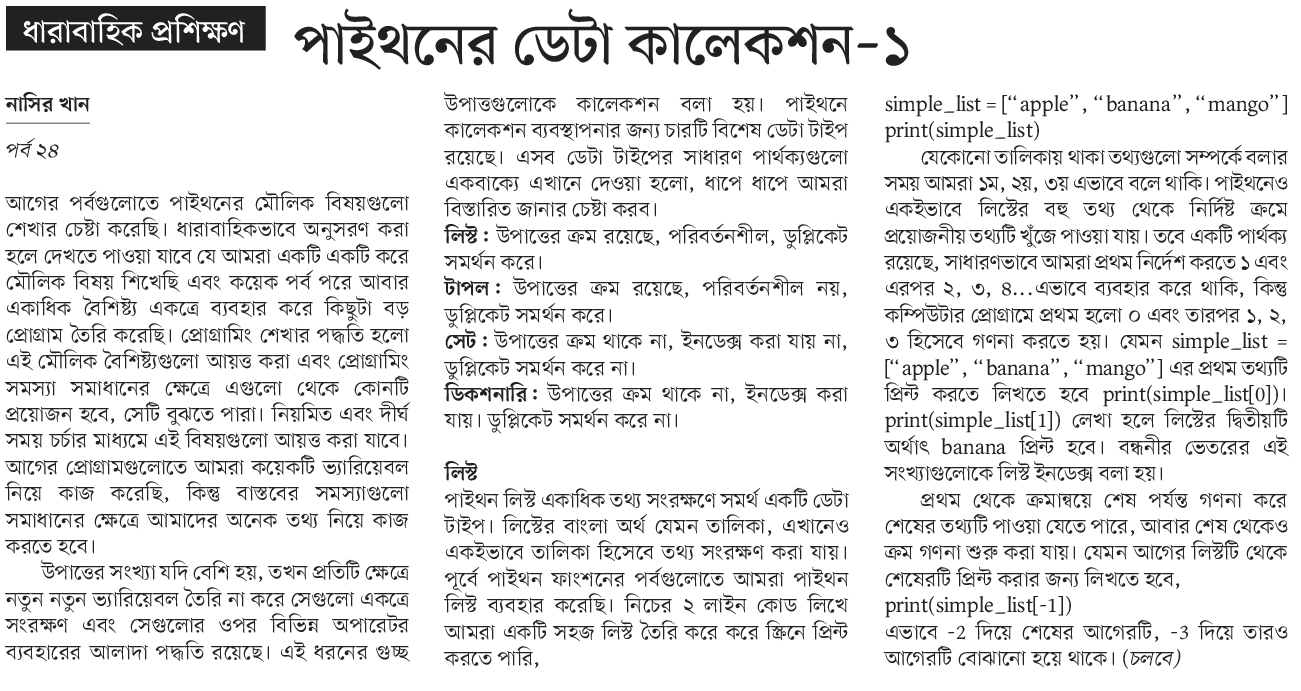 ধারাবাহিক প্রশিক্ষণ
পাইথনের ডেটা কালেকশন-১
নাসির খান
পর্ব ২৪
আগের পর্বগুলোতে পাইথনের মৌলিক বিষয়গুলো
শেখার চেষ্টা করেছি। ধারাবাহিকভাবে অনুসরণ করা
হলে দেখতে পাওয়া যাবে যে আমরা একটি একটি করে
মৌলিক বিষয় শিখেছি এবং কয়েক পর্ব পরে আবার
একাধিক বৈশিষ্ট্য একত্রে ব্যবহার করে কিছুটা বড়
প্রোগ্রাম তৈরি করেছি। প্রোগ্রামিং শেখার পদ্ধতি হলো
এই মৌলিক বৈশিষ্ট্যগুলো আয়ত্ত করা এবং প্রোগ্রামিং
সমস্যা সমাধানের ক্ষেত্রে এগুলো থেকে কোনটি
প্রয়োজন হবে, সেটি বুঝতে পারা। নিয়মিত এবং দীর্ঘ
সময় চর্চার মাধ্যমে এই বিষয়গুলো আয়ত্ত করা যাবে।
আগের প্রোগ্রামগুলোতে আমরা কয়েকটি ভ্যারিয়েবল
নিয়ে কাজ করেছি, কিন্তু বাস্তবের সমস্যাগুলো
সমাধানের ক্ষেত্রে আমাদের অনেক তথ্য নিয়ে কাজ
করতে হবে।
উপাত্তের সংখ্যা যদি বেশি হয়, তখন প্রতিটি ক্ষেত্রে
নতুন নতুন ভ্যারিয়েবল তৈরি না করে সেগুলো একত্রে
সংরক্ষণ এবং সেগুলোর ওপর বিভিন্ন অপারেটর
ব্যবহারের আলাদা পদ্ধতি রয়েছে। এই ধরনের গুচ্ছ
উপাত্তগুলোকে কালেকশন বলা হয়। পাইথনে
কালেকশন ব্যবস্থাপনার জন্য চারটি বিশেষ ডেটা টাইপ
রয়েছে। এসব ডেটা টাইপের সাধারণ পার্থক্যগুলো
একবাক্যে এখানে দেওয়া হলো, ধাপে ধাপে আমরা
বিস্তারিত জানার চেষ্টা করব।
লিস্ট : উপাত্তের ক্রম রয়েছে, পরিবর্তনশীল, ডুপ্লিকেট
সমর্থন করে।
টাপল : উপাত্তের ক্রম রয়েছে, পরিবর্তনশীল নয়,
ডুপ্লিকেট সমর্থন করে।
সেট : উপাত্তের ক্রম থাকে না, ইনডেক্স করা যায় না,
ডুপ্লিকেট সমর্থন করে না।
ডিকশনারি : উপাত্তের ক্রম থাকে না, ইনডেক্স করা
যায়। ডুপ্লিকেট সমর্থন করে না।
লিস্ট
পাইথন লিস্ট একাধিক তথ্য সংরক্ষণে সমর্থ একটি ডেটা
টাইপ। লিস্টের বাংলা অর্থ যেমন তালিকা, এখানেও
একইভাবে তালিকা হিসেবে তথ্য সংরক্ষণ করা যায়।
পূর্বে পাইথন ফাংশনের পর্বগুলোতে আমরা পাইথন
লিস্ট ব্যবহার করেছি। নিচের ২ লাইন কোড লিখে
আমরা একটি সহজ লিস্ট তৈরি করে করে স্ক্রিনে প্রিন্ট
করতে পারি,
simple_list = [“apple”, “banana”, “mango”]
print(simple_list)
যেকোনো তালিকায় থাকা তথ্যগুলো সম্পর্কে বলার
সময় আমরা ১ম, ২য়, ৩য় এভাবে বলে থাকি। পাইথনেও
একইভাবে লিস্টের বহু তথ্য থেকে নির্দিষ্ট ক্রমে
প্রয়োজনীয় তথ্যটি খুঁজে পাওয়া যায়। তবে একটি পার্থক্য
রয়েছে, সাধারণভাবে আমরা প্রথম নির্দেশ করতে ১ এবং
এরপর ২, ৩, ৪...এভাবে ব্যবহার করে থাকি, কিন্তু
কম্পিউটার প্রোগ্রামে প্রথম হলো ০ এবং তারপর ১, ২,
৩ হিসেবে গণনা করতে হয়। যেমন simple_list =
[“apple”, “banana”, “mango”] এর প্রথম তথ্যটি
প্রিন্ট করতে লিখতে হবে print(simple_list[0])।
print(simple_list[1]) লেখা হলে লিস্টের দ্বিতীয়টি
অর্থাৎ banana প্রিন্ট হবে। বন্ধনীর ভেতরের এই
সংখ্যাগুলোকে লিস্ট ইনডেক্স বলা হয়।
প্রথম থেকে ক্রমান্বয়ে শেষ পর্যন্ত গণনা করে
শেষের তথ্যটি পাওয়া যেতে পারে, আবার শেষ থেকেও
ক্রম গণনা শুরু করা যায়। যেমন আগের লিস্টটি থেকে
শেষেরটি প্রিন্ট করার জন্য লিখতে হবে,
print(simple_list[-1])
এভাবে -2 দিয়ে শেষের আগেরটি, -3 দিয়ে তারও
আগেরটি বোঝানো হয়ে থাকে। (চলবে)